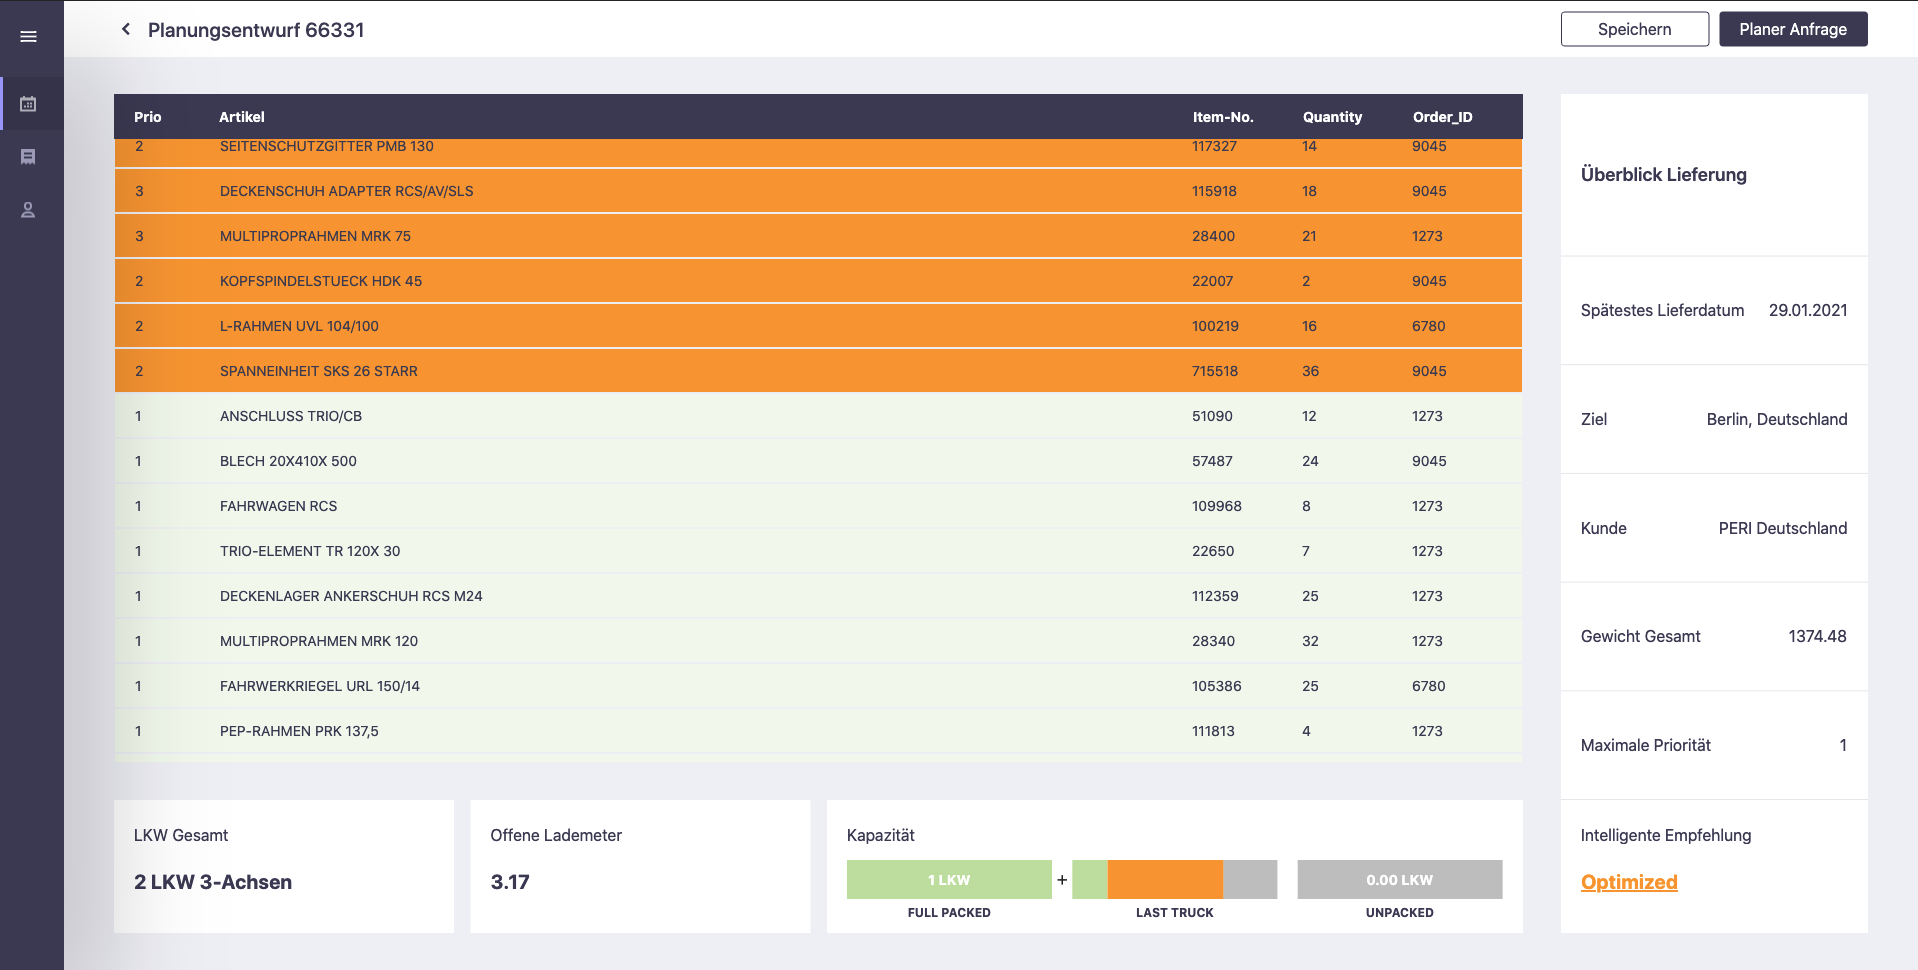 Planungsentwurf 66331
Speichern
Planer Anfrage
Prio Artikel Item-No. Quantity Order_ID
2 SEITENSCHUTZGITTER PMB 130 117327 14 9045
3 DECKENSCHUH ADAPTER RCS/AV/SLS 115918 18 9045
3 MULTIPROPRAHMEN MRK 75 28400 21 1273
2 KOPFSPINDELSTUECK HDK 45 22007 2 9045
2 L-RAHMEN UVL 104/100 100219 16 6780
2 SPANNEINHEIT SKS 26 STARR 715518 36 9045
1 ANSCHLUSS TRIO/CB 51090 12 1273
1 BLECH 20X410X 500 57487 24 9045
1 FAHRWAGEN RCS 109968 8 1273
1 TRIO-ELEMENT TR 120X 30 22650 7 1273
1 DECKENLAGER ANKERSCHUH RCS M24 112359 25 1273
1 MULTIPROPRAHMEN MRK 120 28340 32 1273
1 FAHRWERKRIEGEL URL 150/14 105386 25 6780
1 PEP-RAHMEN PRK 137,5 111813 4 1273
Überblick Lieferung
Spätestes Lieferdatum 29.01.2021
Ziel Berlin, Deutschland
Kunde PERI Deutschland
Gewicht Gesamt 1374.48
Maximale Priorität 1
Intelligente Empfehlung
Optimized
LKW Gesamt
2 LKW 3-Achsen
Offene Lademeter
3.17
Kapazität
1 LKW + 0.00 LKW
FULL PACKED LAST TRUCK UNPACKED